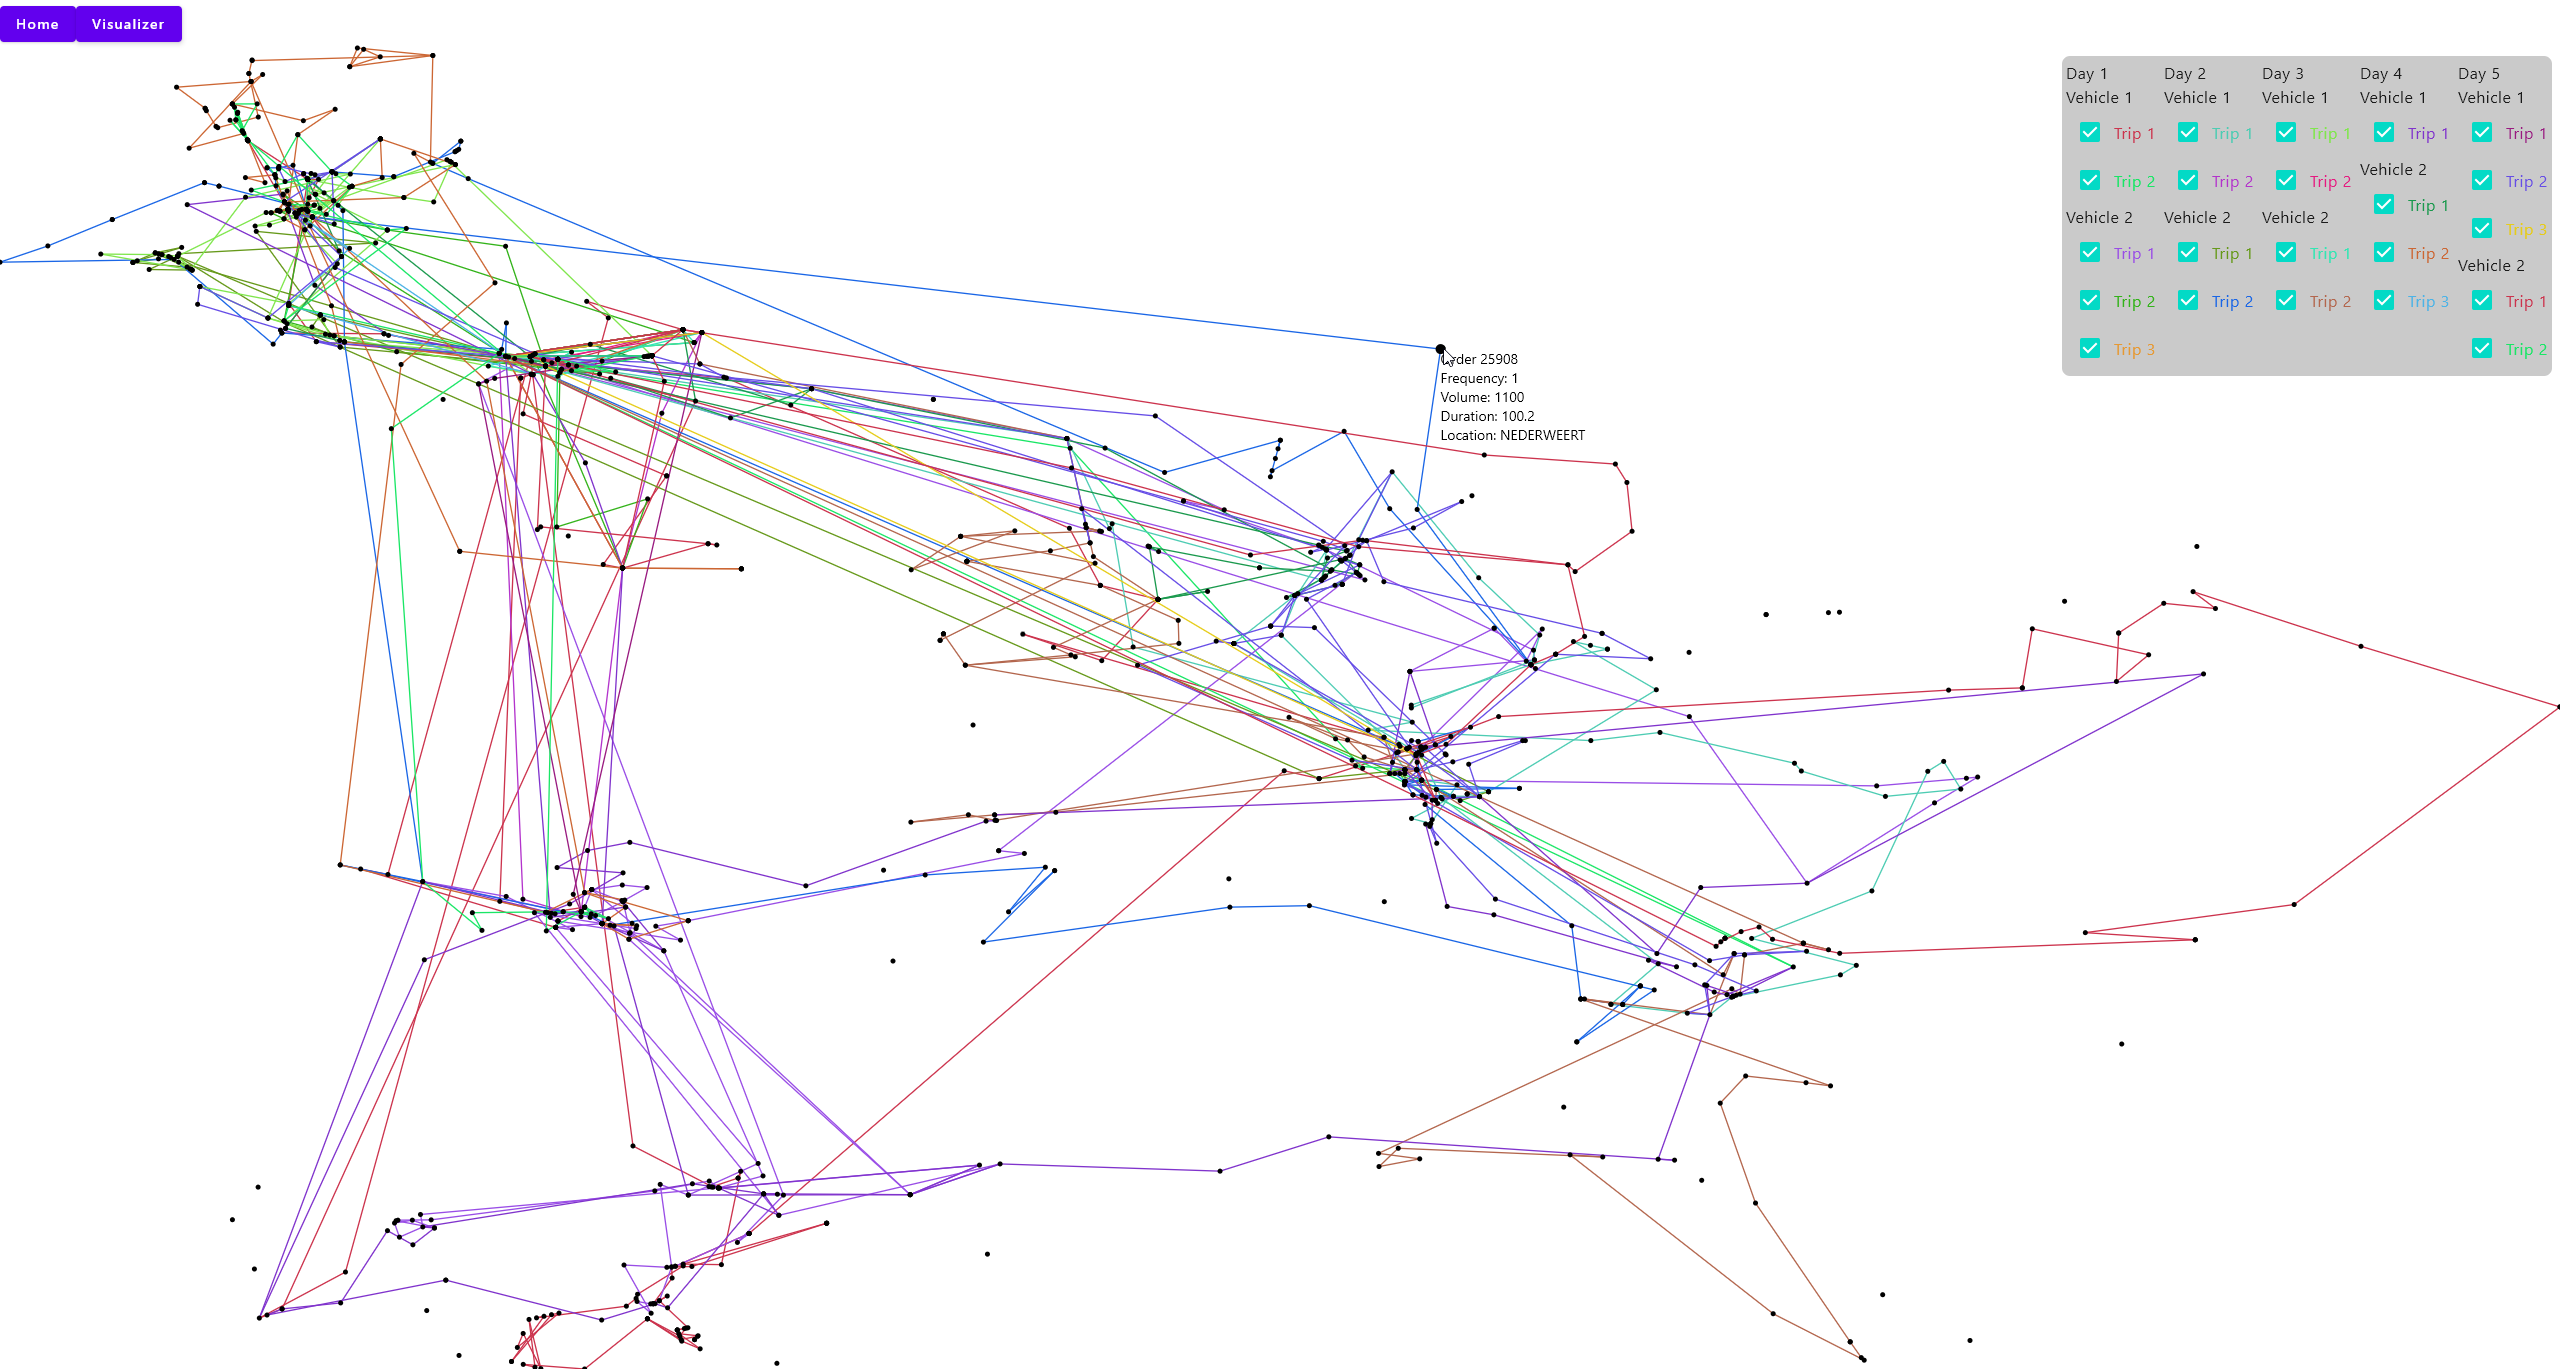 Home Visualizer
Day 1 Day 2 Day 3 Day 4 Day 5
Vehicle 1 Vehicle 1 Vehicle 1 Vehicle 1 Vehicle 1
Trip 1 Trip 1 Trip 1 Trip 1 Trip 1
Vehicle 2
Trip 2 Trip 2 Trip 2 Trip 2
Trip 1
Vehicle 2 Vehicle 2 Vehicle 2
Trip 3
Trip 1 Trip 1 Trip 1 Trip 2
Vehicle 2
Trip 2 Trip 2 Trip 2 Trip 3 Trip 1
Trip 3 Trip 2
Order 25908
Frequency: 1
Volume: 1100
Duration: 100.2
Location: NEDERWEERT